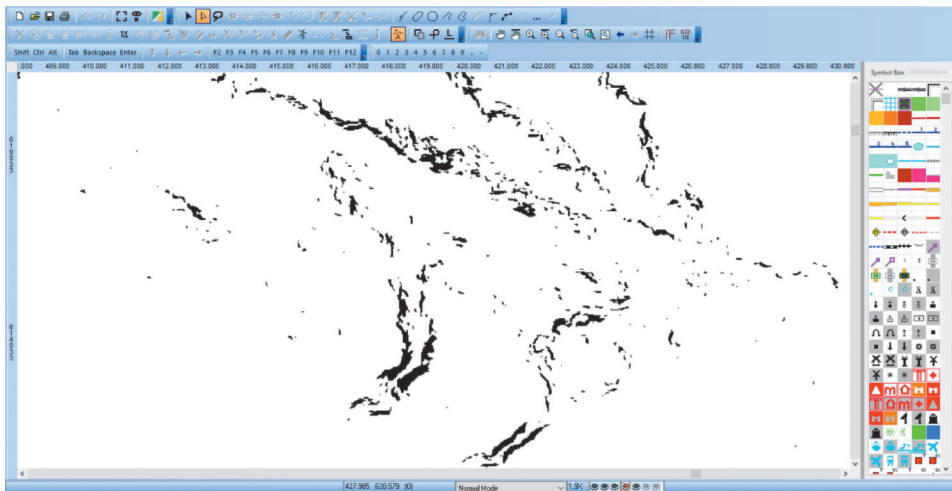 Shift Ctrl Alt Tab Backspace Enter F2 F3 F4 F5 F6 F7 F8 F9 F10 F11 F12 0 1 2 3 4 5 6 7 8 9 . -
.000 409.000 410.000 411.000 412.000 413.000 414.000 415.000 416.000 417.000 418.000 419.000 420.000 421.000 422.000 423.000 424.000 425.000 426.000 427.000 428.000 429.000 430.000
Symbol Box
427.985 620.579 (0) Normal Mode